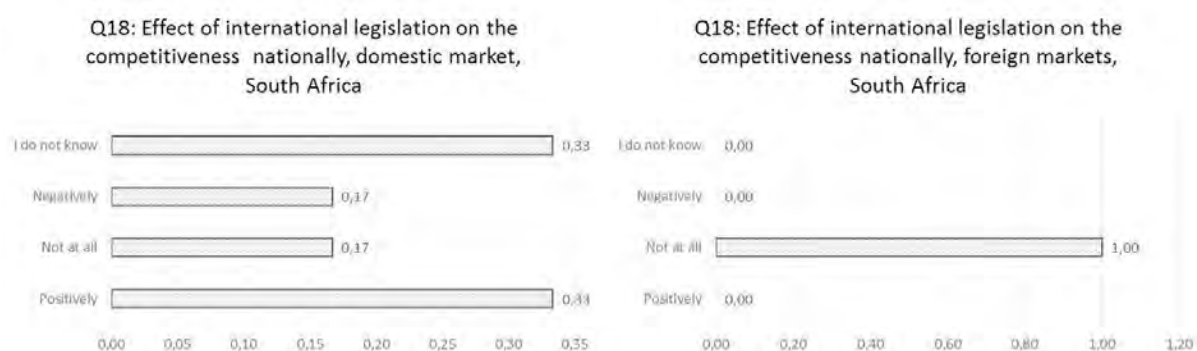 Q18: Effect of international legislation on the
competitiveness nationally, domestic market,
South Africa
I do not know
0,33
Negatively
0,17
Not at all
0,17
Positively
0,33
0,00 0,05 0,10 0,15 0,20 0,25 0,30 0,35
Q18: Effect of international legislation on the
competitiveness nationally, foreign markets,
South Africa
I do not know
0,00
Negatively
0,00
Not at all
1,00
Positively
0,00
0,00 0,20 0,40 0,60 0,80 1,00 1,20